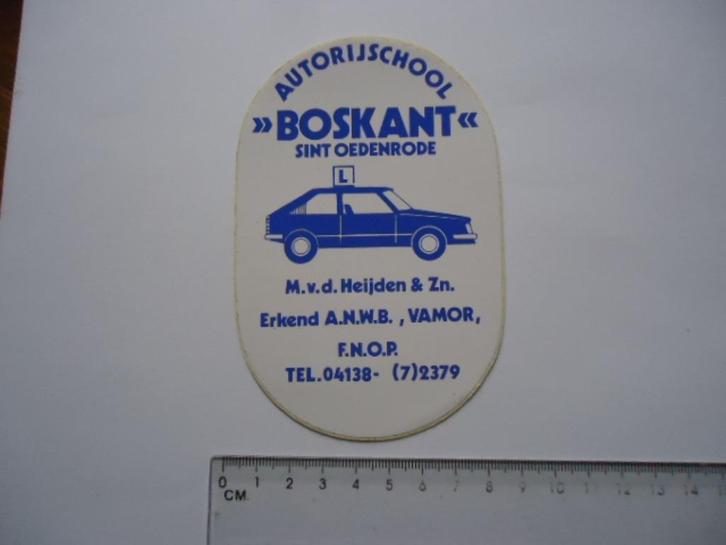 AUTORIJSCHOOL
»BOSKANT«
SINT OEDENRODE
L
M.v.d. Heijden & Zn.
Erkend A.N.W.B. , VAMOR,
F.N.O.P.
TEL.04138- (7)2379
0 1 2 3 4 5 6 7 8 9 10 11 12 13 14
CM